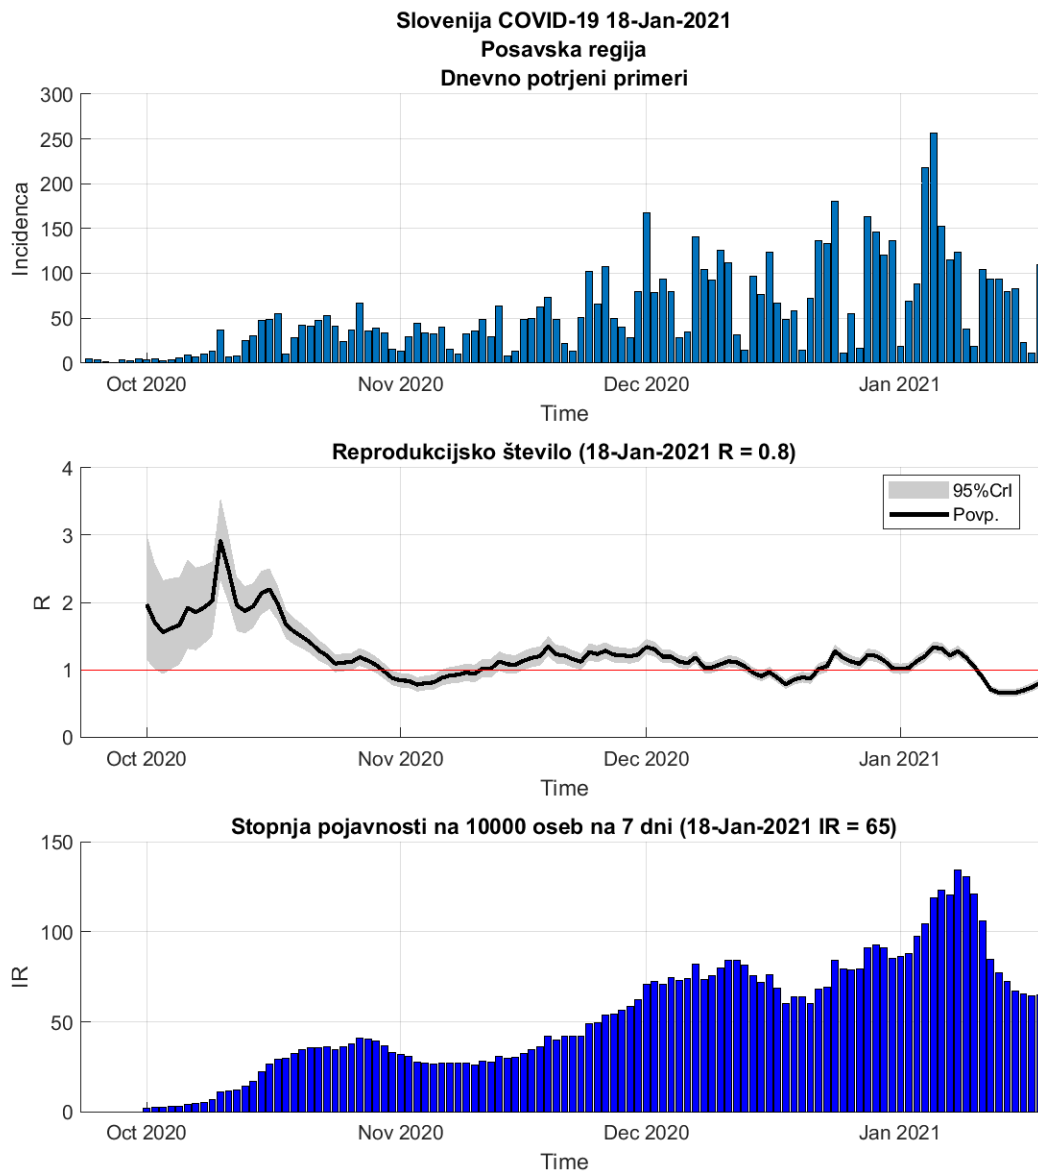 Slovenija COVID-19 18-Jan-2021
Posavska regija
Dnevno potrjeni primeri
300
250
200
150
100
50
0
Incidenca
Oct 2020 Nov 2020 Dec 2020 Jan 2021
Time
Reprodukcijsko število (18-Jan-2021 R = 0.8)
4
3
2
1
0
R
95%CrI
Povp.
Oct 2020 Nov 2020 Dec 2020 Jan 2021
Time
Stopnja pojavnosti na 10000 oseb na 7 dni (18-Jan-2021 IR = 65)
150
100
50
0
IR
Oct 2020 Nov 2020 Dec 2020 Jan 2021
Time